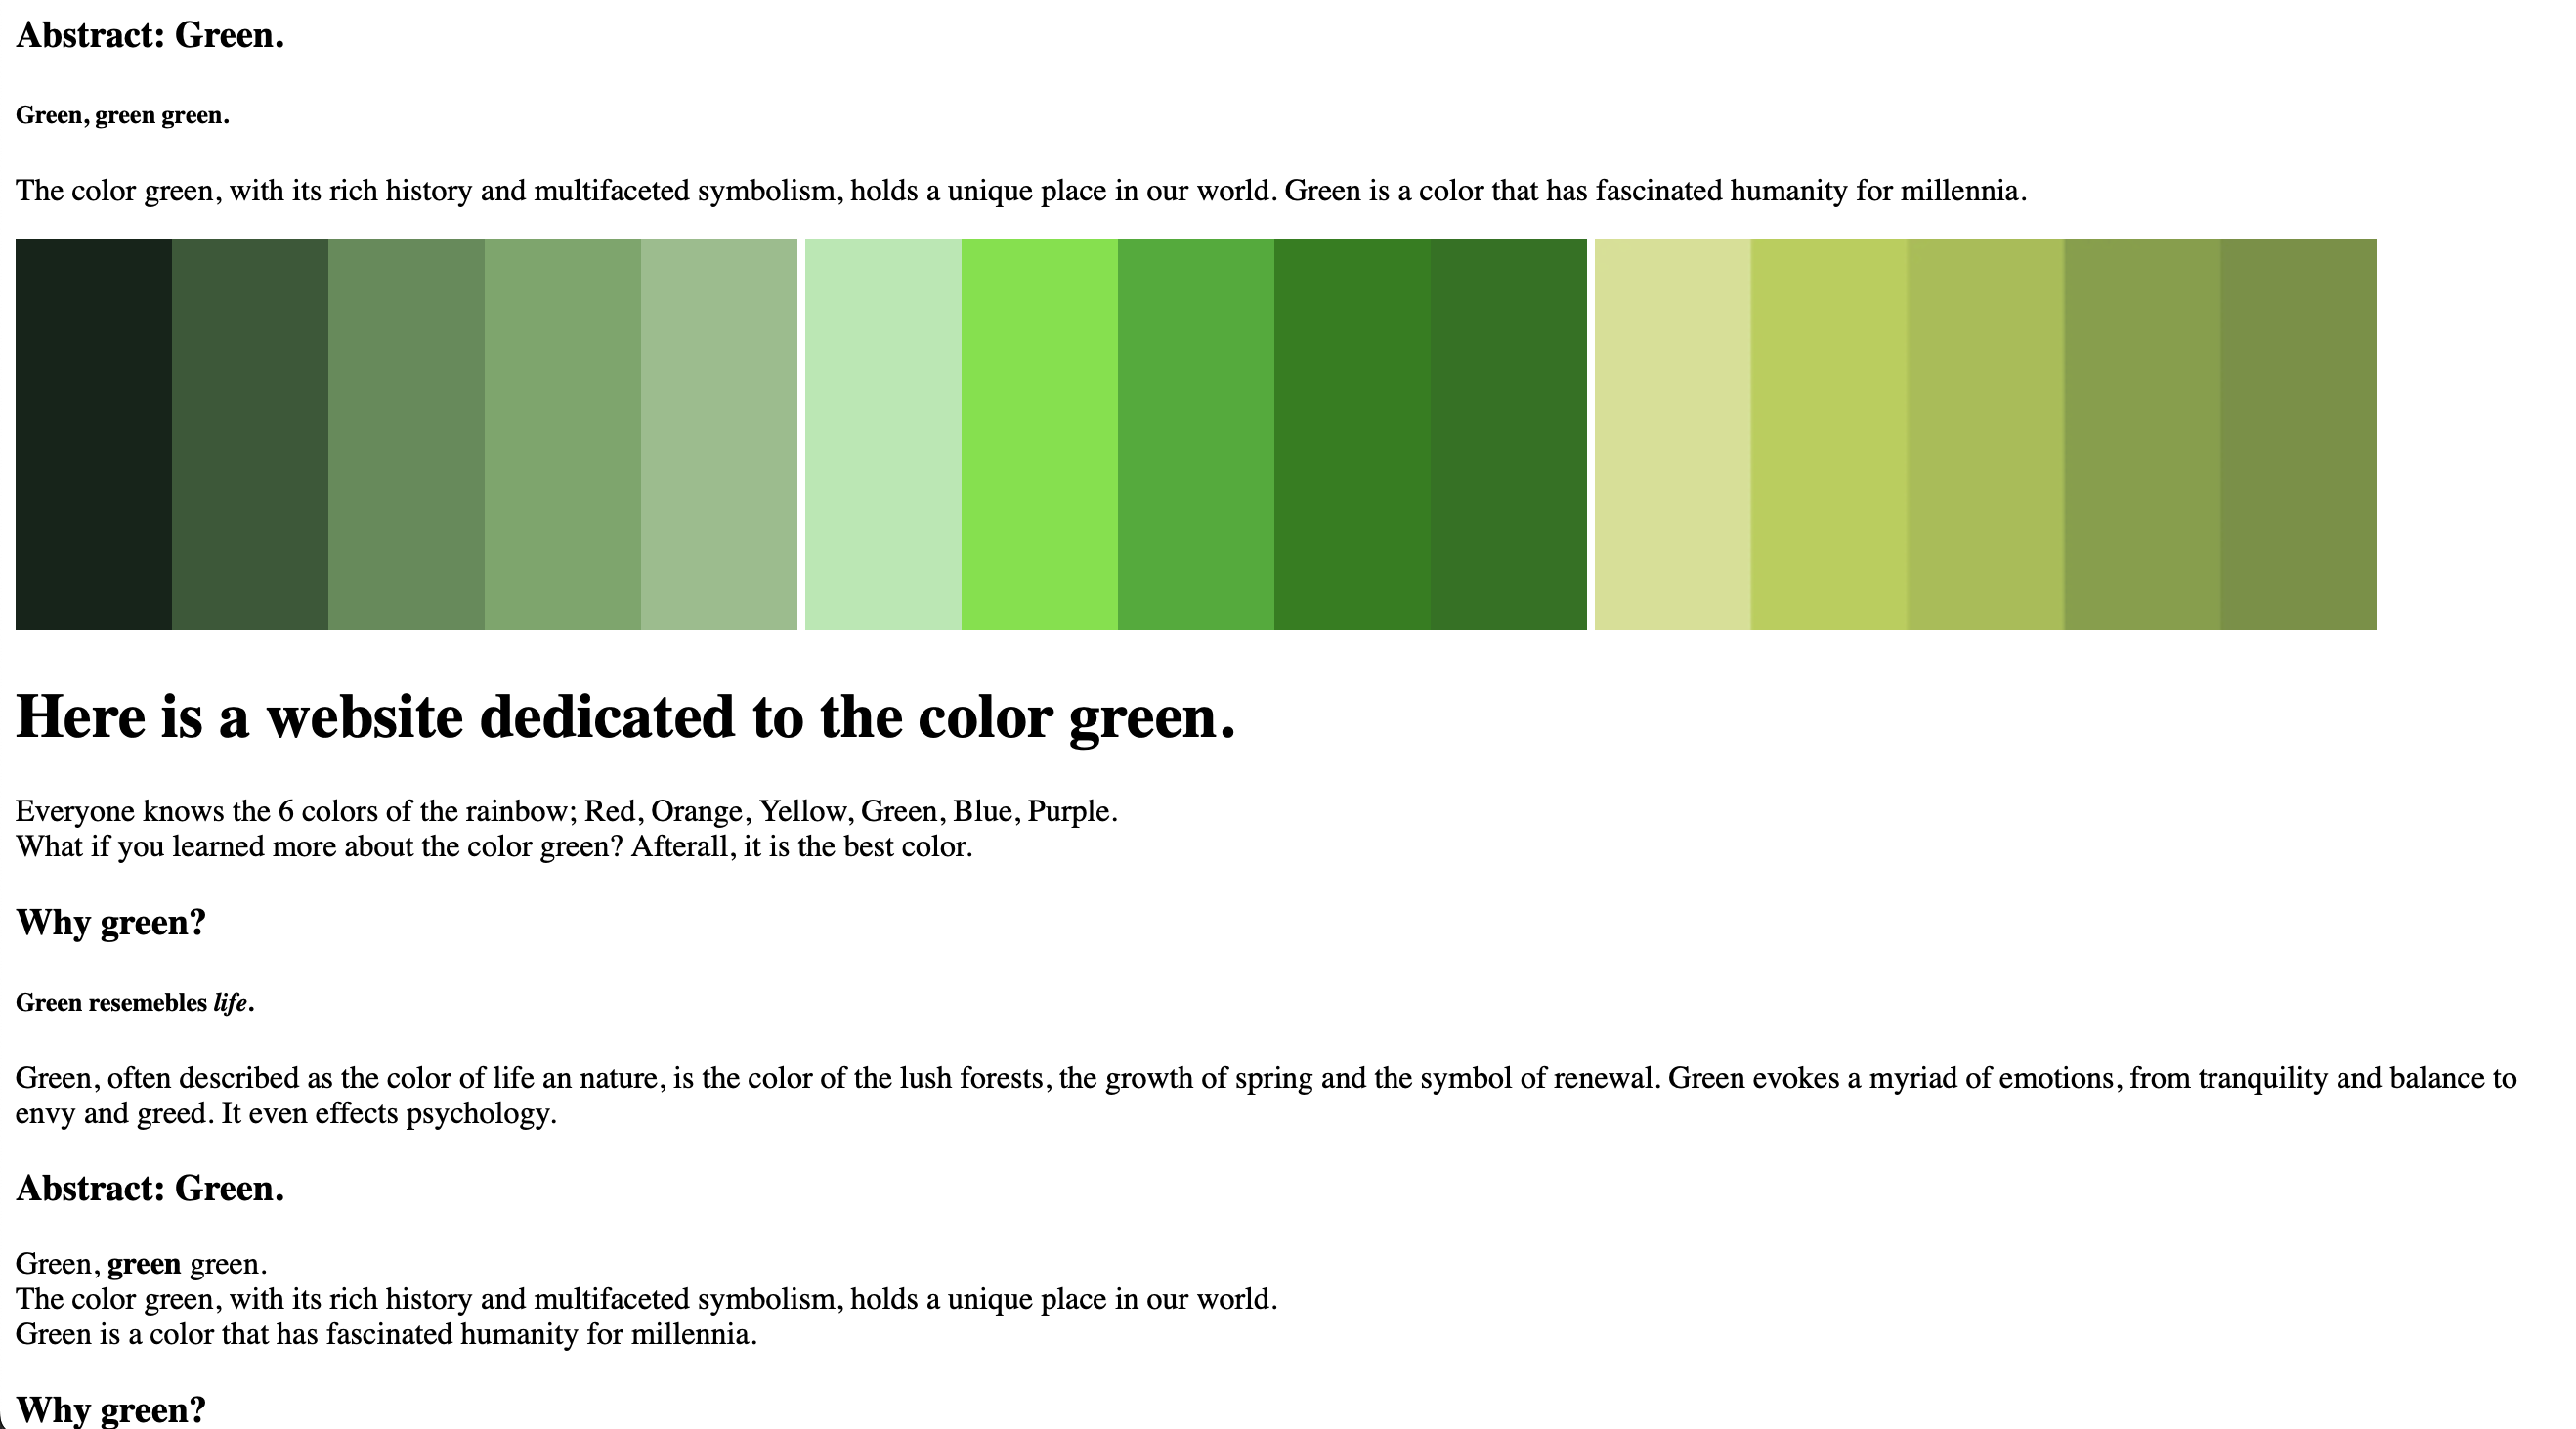 Abstract: Green.
Green, green green.
The color green, with its rich history and multifaceted symbolism, holds a unique place in our world. Green is a color that has fascinated humanity for millennia.
Here is a website dedicated to the color green.
Everyone knows the 6 colors of the rainbow; Red, Orange, Yellow, Green, Blue, Purple.
What if you learned more about the color green? Afterall, it is the best color.
Why green?
Green resemebles life.
Green, often described as the color of life an nature, is the color of the lush forests, the growth of spring and the symbol of renewal. Green evokes a myriad of emotions, from tranquility and balance to
envy and greed. It even effects psychology.
Abstract: Green.
Green, green green.
The color green, with its rich history and multifaceted symbolism, holds a unique place in our world.
Green is a color that has fascinated humanity for millennia.
Why green?